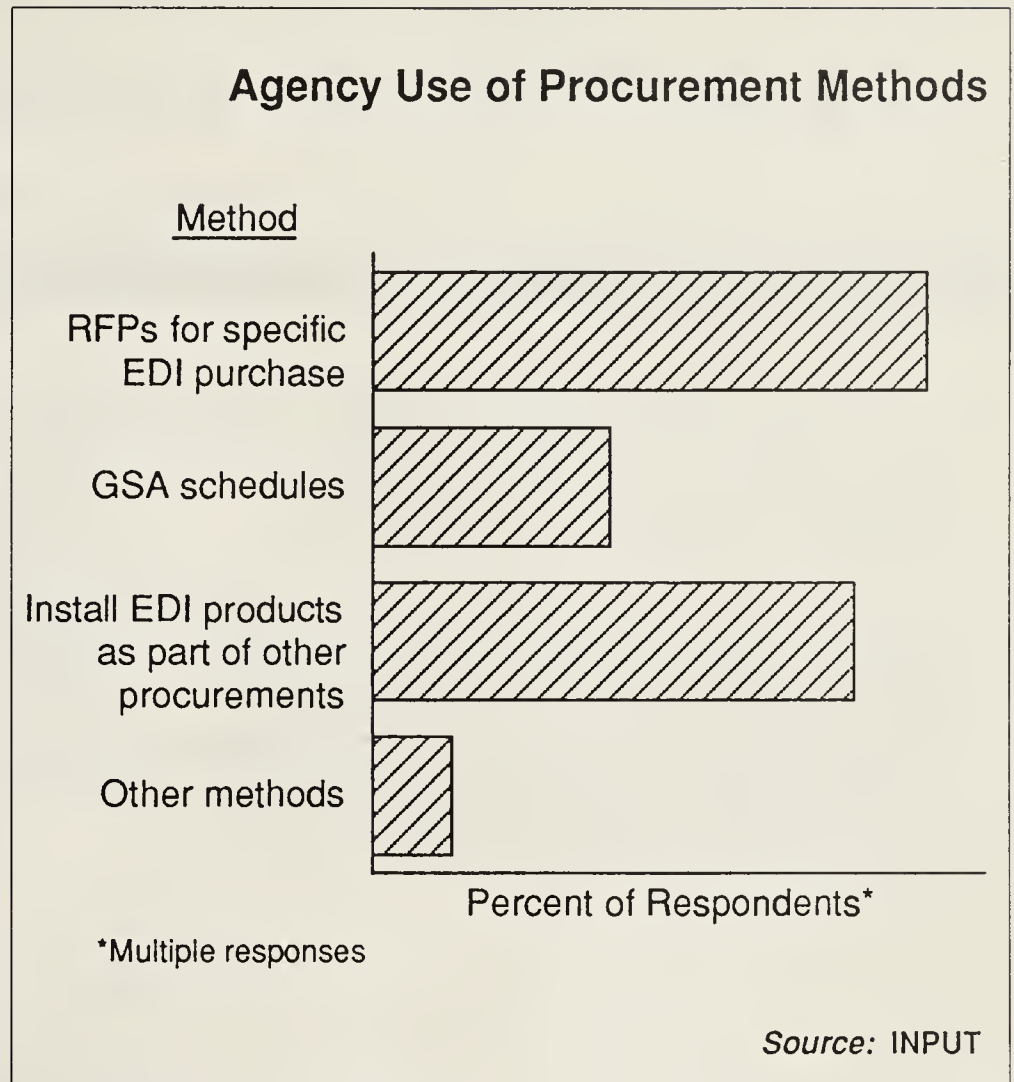 Agency Use of Procurement Methods
Method
RFPs for specific
EDI purchase
GSA schedules
Install EDI products
as part of other
procurements
Other methods
Percent of Respondents*
*Multiple responses
Source: INPUT